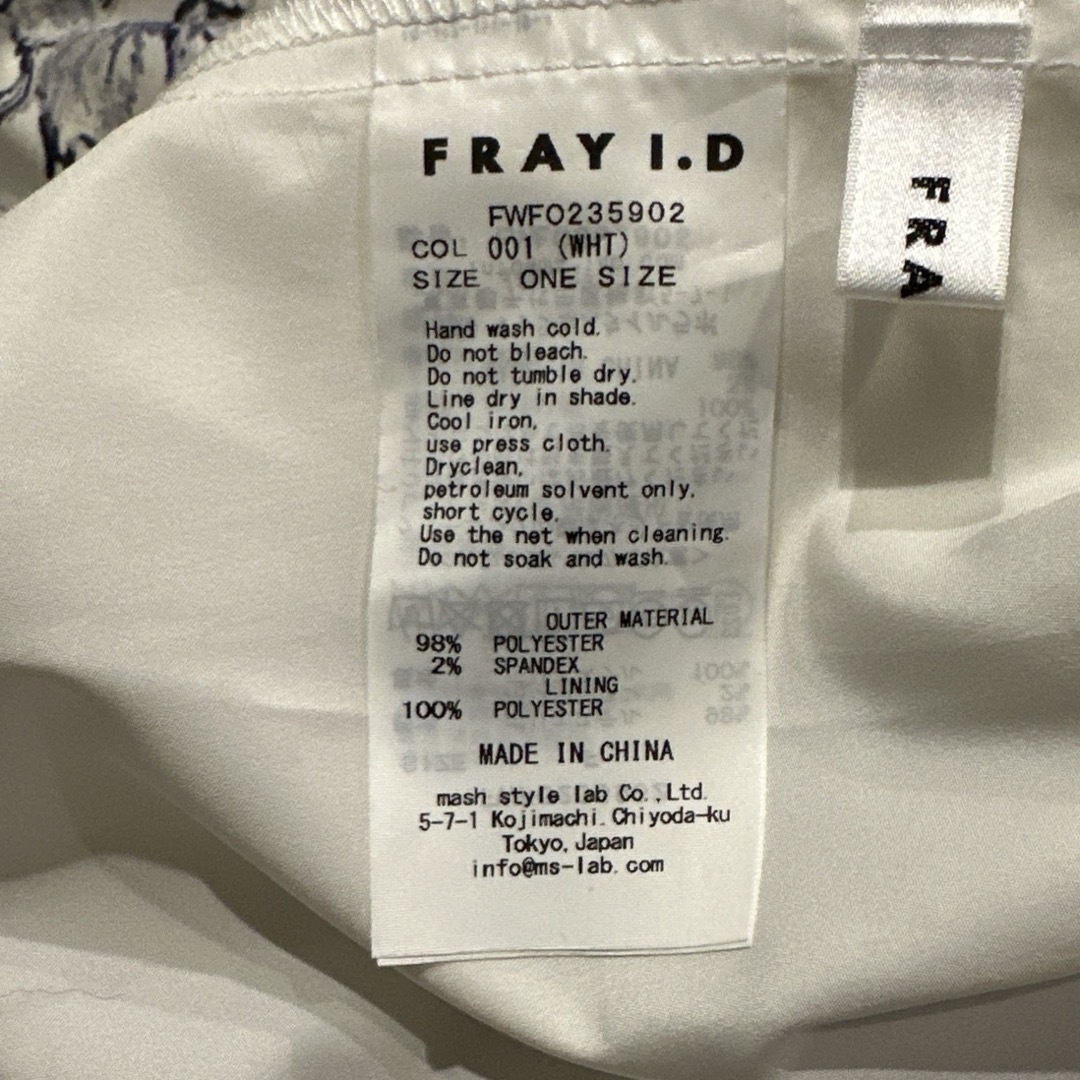 FRAY I.D
FWFO235902
COL 001 (WHT)
SIZE ONE SIZE
Hand wash cold.
Do not bleach.
Do not tumble dry.
Line dry in shade.
Cool iron,
use press cloth.
Dryclean,
petroleum solvent only,
short cycle.
Use the net when cleaning.
Do not soak and wash.
OUTER MATERIAL
98% POLYESTER
2% SPANDEX
LINING
100% POLYESTER
MADE IN CHINA
mash style lab Co.,Ltd.
5-7-1 Kojimachi. Chiyoda-ku
Tokyo, Japan
info@ms-lab.com
FRA